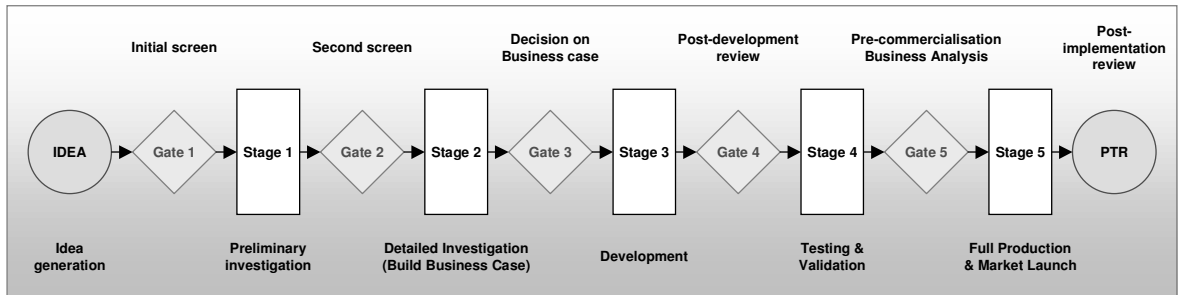 Initial screen
Second screen
Decision on
Business case
Post-development
review
Pre-commercialisation
Business Analysis
Post-
implementation
review
IDEA
Gate 1
Stage 1
Gate 2
Stage 2
Gate 3
Stage 3
Gate 4
Stage 4
Gate 5
Stage 5
PTR
Idea
generation
Preliminary
investigation
Detailed Investigation
(Build Business Case)
Development
Testing &
Validation
Full Production
& Market Launch